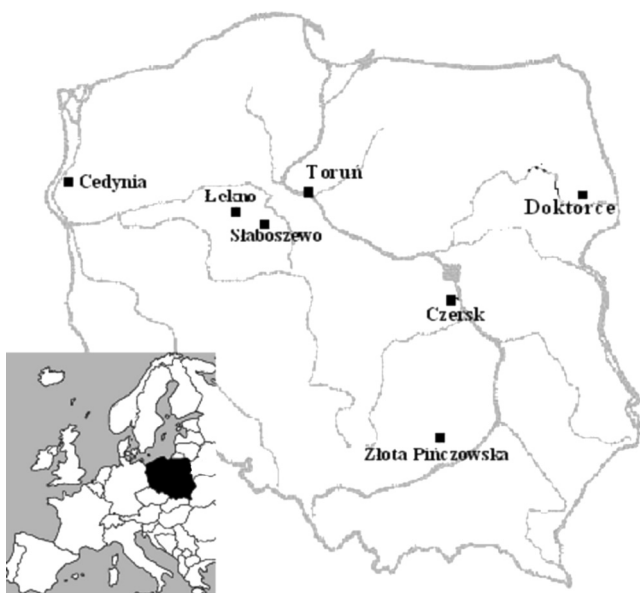 Toruń
Cedynia
Łekno
Doktorce
Słaboszewo
Czersk
Złota Pińczowska